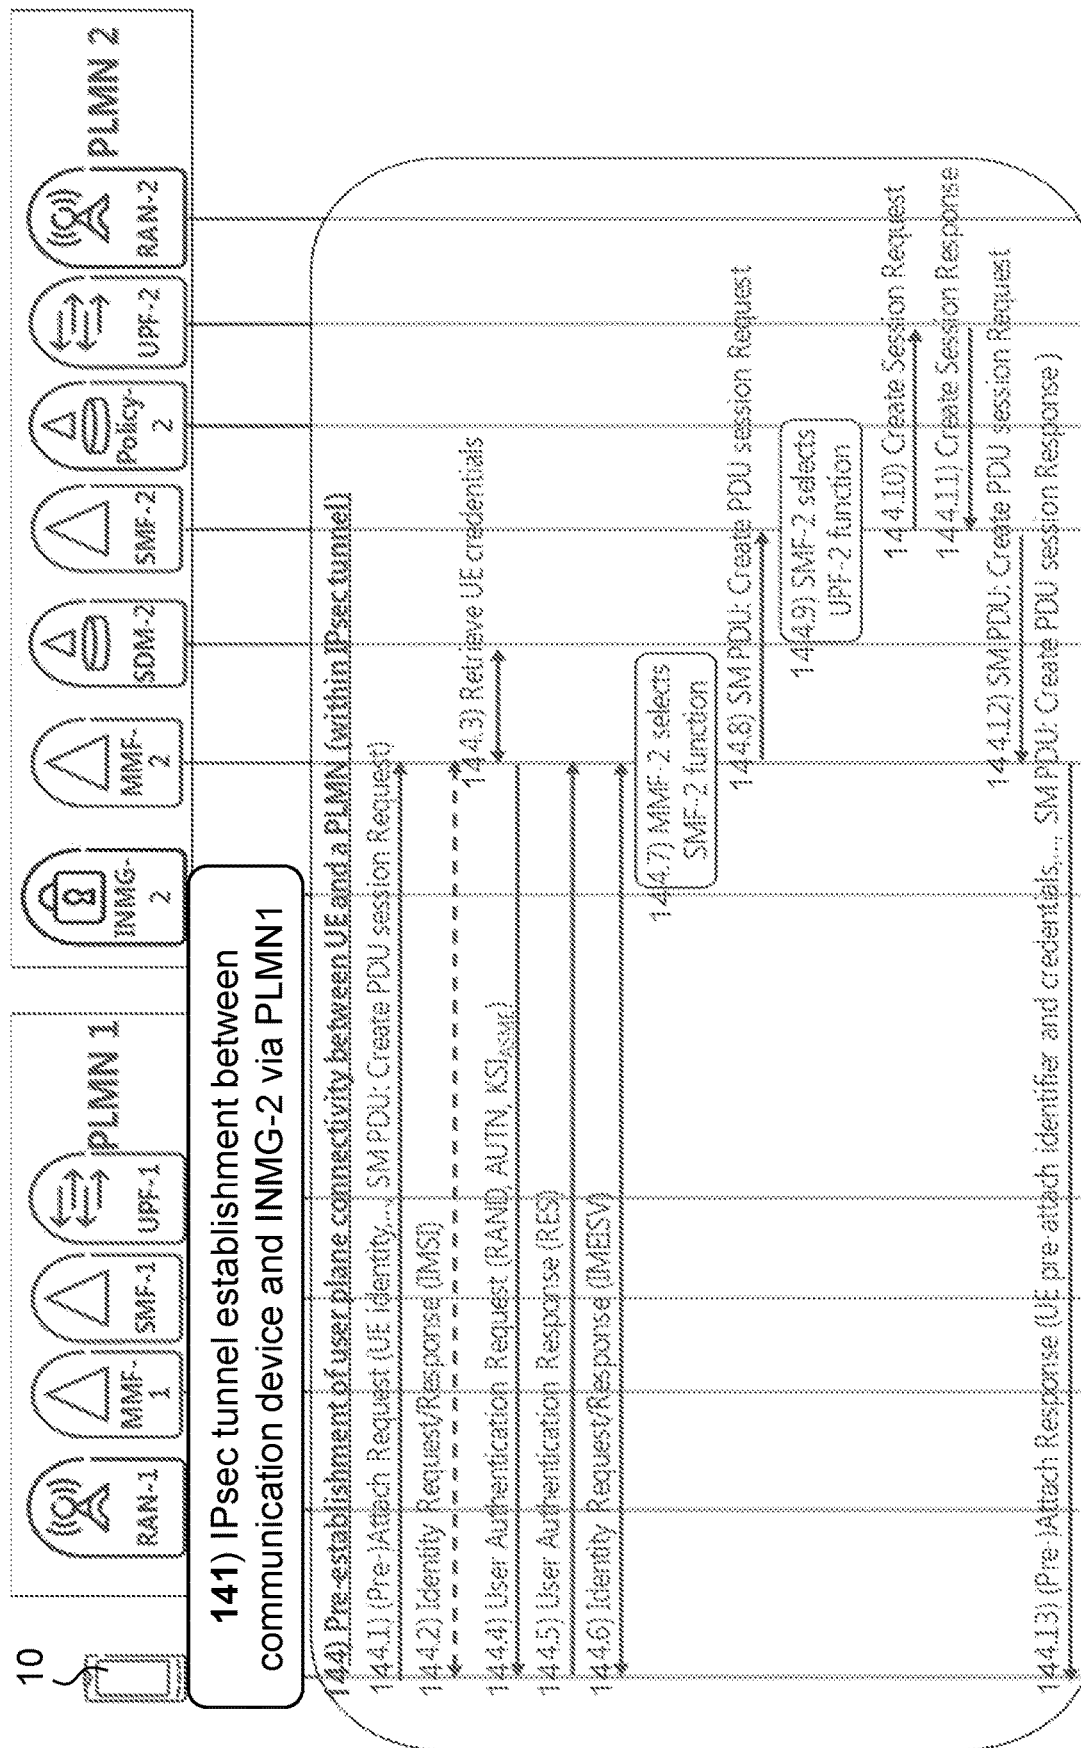 10
PLMN 1
PLMN 2
RAN-1
MMF-
1
SMF-1
UPF-1
INMG-
2
MMF-
2
SDM-2
SMF-2
Policy-
2
UPF-2
RAN-2
141) IPsec tunnel establishment between
communication device and INMG-2 via PLMN1
144) Pre-establishment of user plane connectivity between UE and a PLMN (within IPsec tunnel)
144.1) (Pre-)Attach Request (UE Identity..., SM PDU: Create PDU session Request)
144.2) Identity Request/Response (IMSI)
144.3) Retrieve UE credentials
144.4) User Authentication Request (RAND, AUTN, KSIASME)
144.5) User Authentication Response (RES)
144.6) Identity Request/Response (IMEISV)
144.7) MMF-2 selects
SMF-2 function
144.8) SM PDU: Create PDU session Request
144.9) SMF-2 selects
UPF-2 function
144.10) Create Session Request
144.11) Create Session Response
144.12) SM PDU: Create PDU session Request
144.13) (Pre-)Attach Response (UE pre-attach identifier and credentials..., SM PDU: Create PDU session Response)